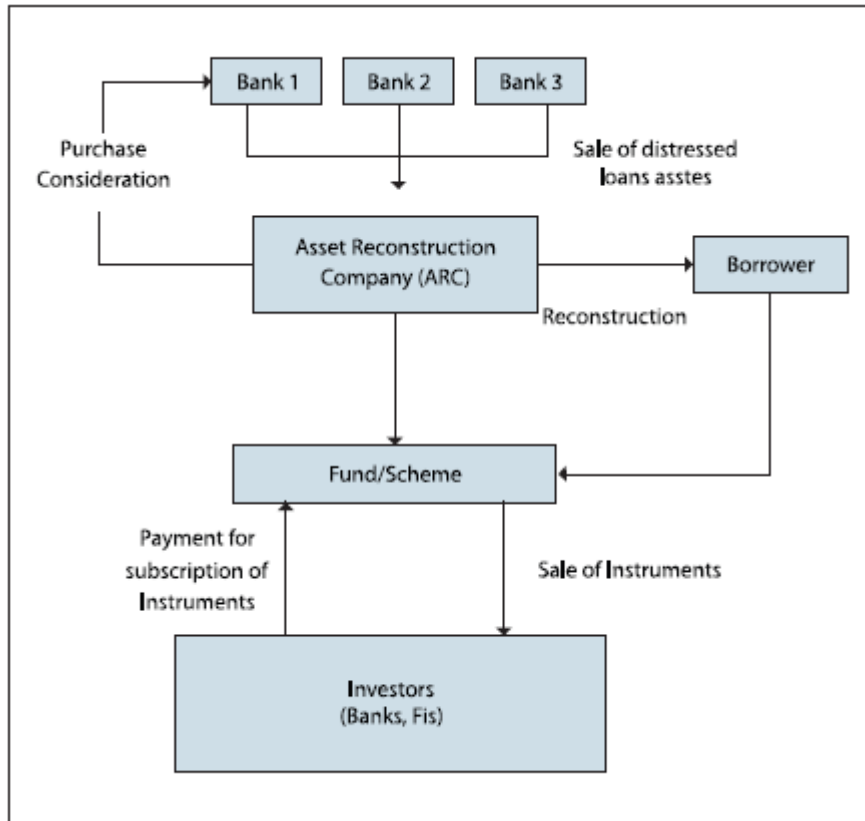 Bank 1
Bank 2
Bank 3
Purchase
Consideration
Sale of distressed
loans asstes
Asset Reconstruction
Company (ARC)
Borrower
Reconstruction
Fund/Scheme
Payment for
subscription of
Instruments
Sale of Instruments
Investors
(Banks, Fis)